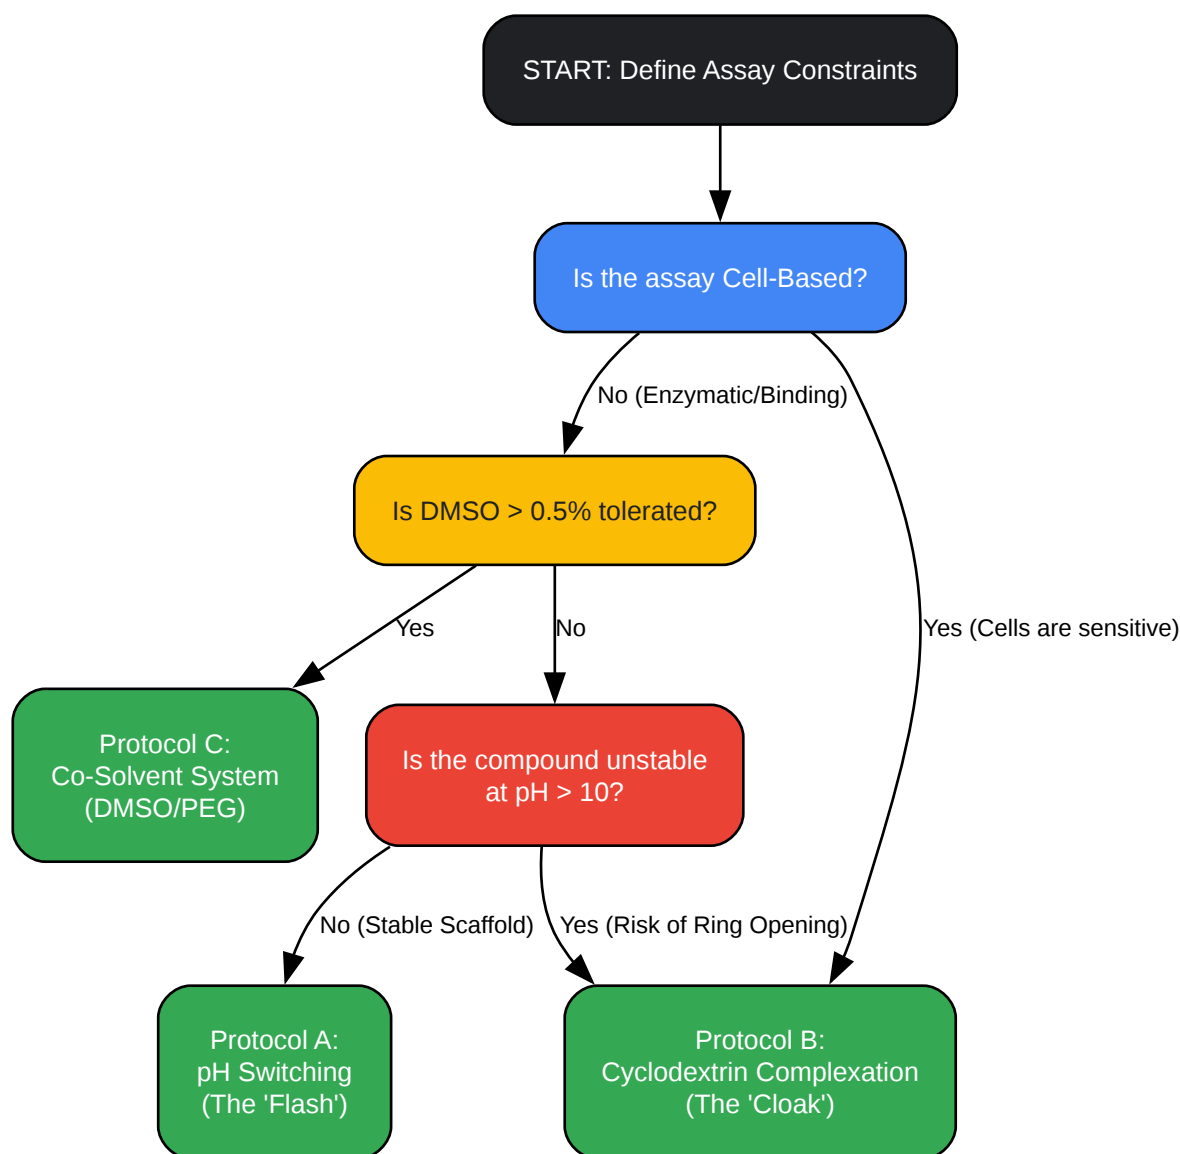 START: Define Assay Constraints
Is the assay Cell-Based?
No (Enzymatic/Binding)
Is DMSO > 0.5% tolerated?
Yes
No
Yes (Cells are sensitive)
Protocol C:
Co-Solvent System
(DMSO/PEG)
Is the compound unstable
at pH > 10?
No (Stable Scaffold)
Yes (Risk of Ring Opening)
Protocol A:
pH Switching
(The 'Flash')
Protocol B:
Cyclodextrin Complexation
(The 'Cloak')